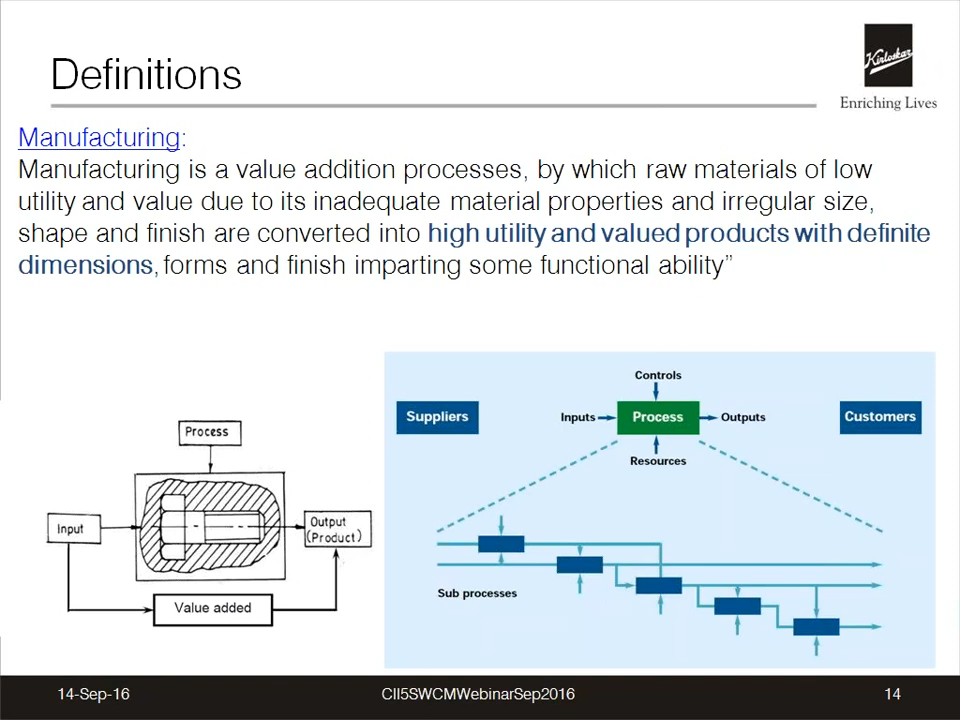 Definitions
Kirloskar
Enriching Lives
Manufacturing:
Manufacturing is a value addition processes, by which raw materials of low
utility and value due to its inadequate material properties and irregular size,
shape and finish are converted into high utility and valued products with definite
dimensions, forms and finish imparting some functional ability”
Process
Input
Output
(Product)
Value added
Controls
Suppliers
Inputs
Process
Outputs
Customers
Resources
Sub processes
14-Sep-16
CII5SWCMWebinarSep2016
14